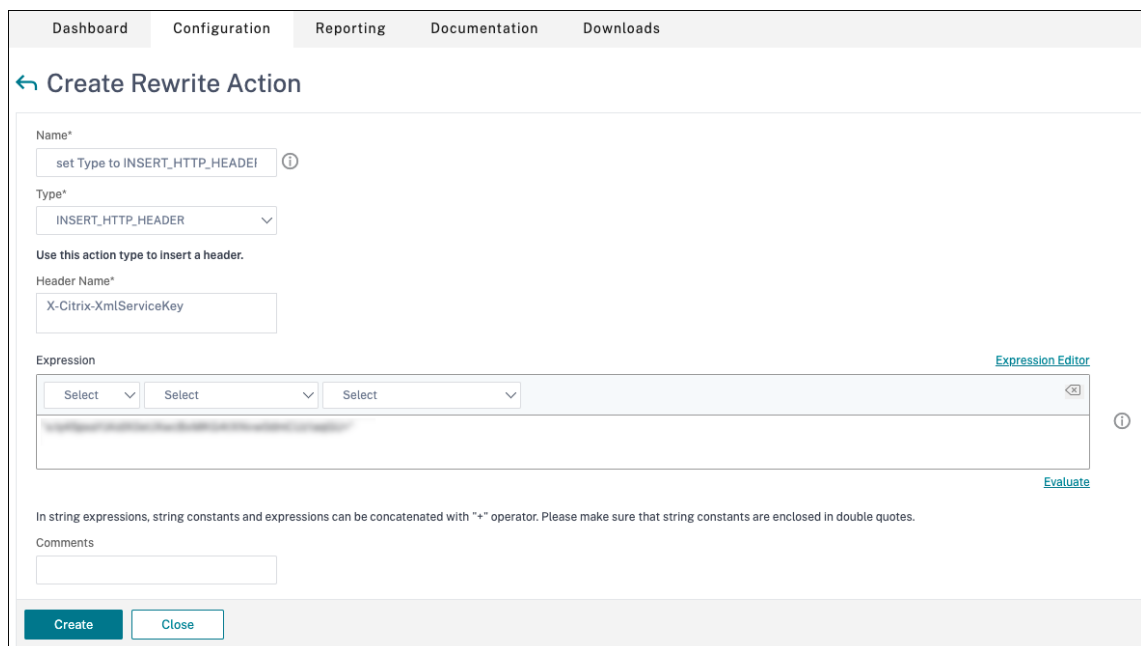 Dashboard Configuration Reporting Documentation Downloads
Create Rewrite Action
Name*
set Type to INSERT_HTTP_HEADER
Type*
INSERT_HTTP_HEADER
Use this action type to insert a header.
Header Name*
X-Citrix-XmlServiceKey
Expression Expression Editor
Select Select Select
Evaluate
In string expressions, string constants and expressions can be concatenated with "+" operator. Please make sure that string constants are enclosed in double quotes.
Comments
Create Close